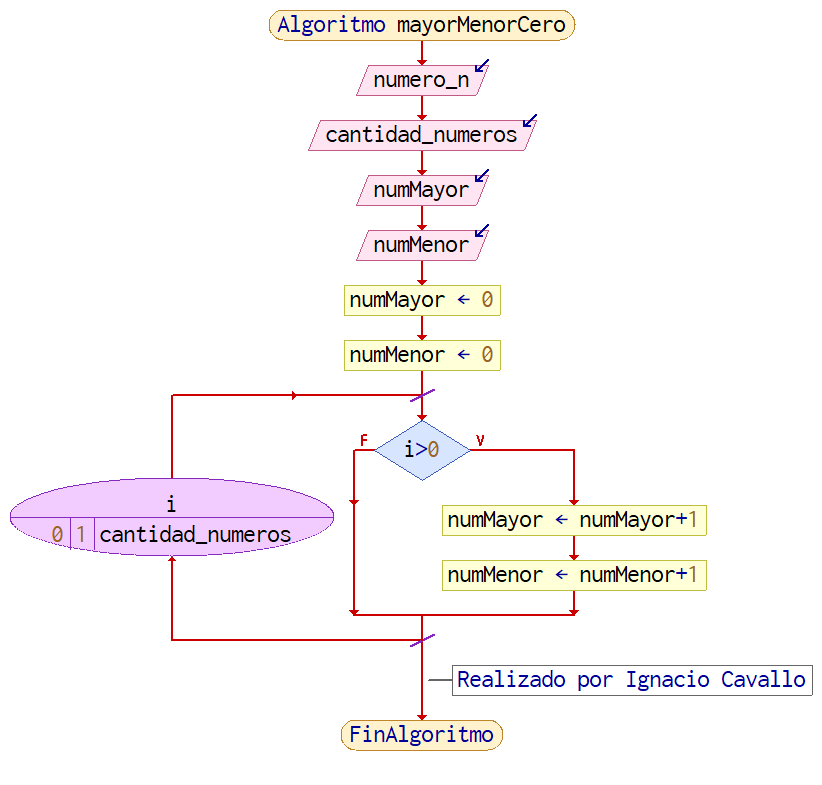 Algoritmo mayorMenorCero
numero_n
cantidad_numeros
numMayor
numMenor
numMayor ← 0
numMenor ← 0
F
i>0
V
numMayor ← numMayor+1
numMenor ← numMenor+1
i
0 1 cantidad_numeros
Realizado por Ignacio Cavallo
FinAlgoritmo